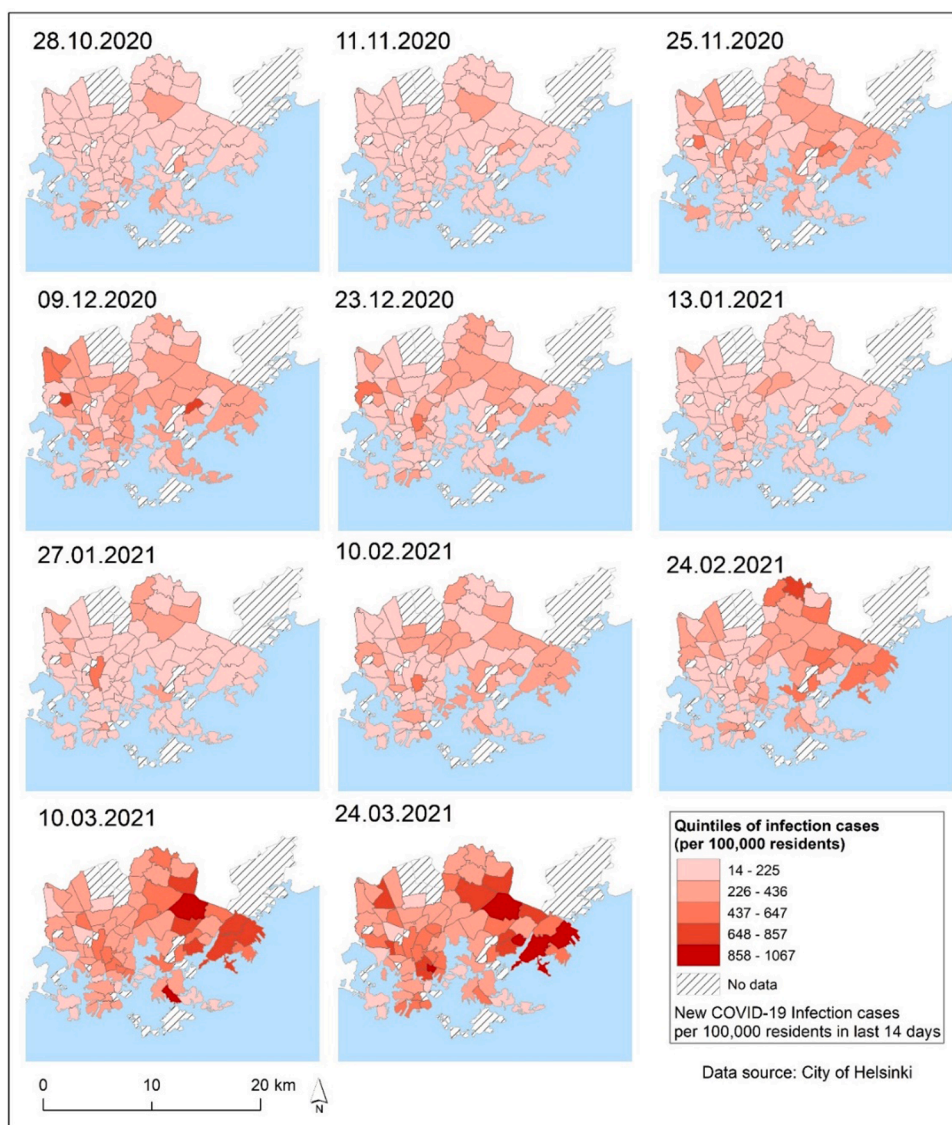 28.10.2020
11.11.2020
25.11.2020
09.12.2020
23.12.2020
13.01.2021
27.01.2021
10.02.2021
24.02.2021
10.03.2021
24.03.2021
Quintiles of infection cases
(per 100,000 residents)
14 - 225
226 - 436
437 - 647
648 - 857
858 - 1067
No data
New COVID-19 Infection cases
per 100,000 residents in last 14 days
Data source: City of Helsinki
0 10 20 km
N